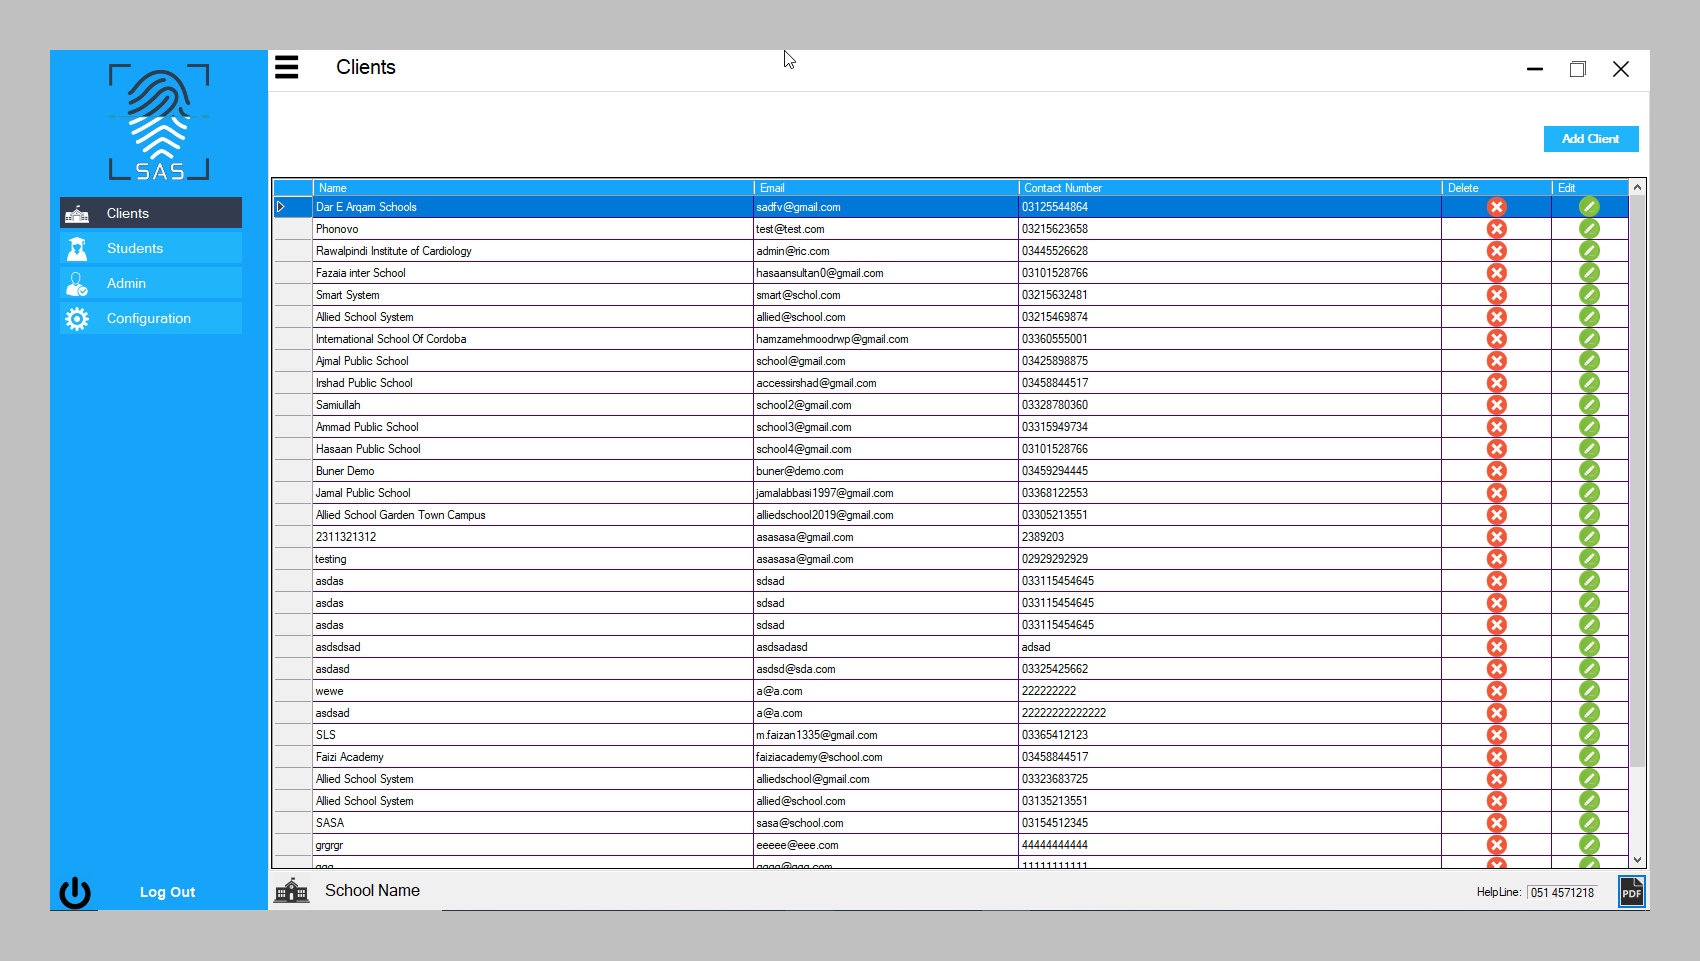 SAS
Clients
Students
Admin
Configuration
Log Out
Clients
Add Client
Name Email Contact Number Delete Edit
Dar E Arqam Schools sadfv@gmail.com 03125544864
Phonovo test@test.com 03215623658
Rawalpindi Institute of Cardiology admin@ric.com 03445526628
Fazaia inter School hasaansultan0@gmail.com 03101528766
Smart System smart@schol.com 03215632481
Allied School System allied@school.com 03215469874
International School Of Cordoba hamzamehmoodrwp@gmail.com 03360555001
Ajmal Public School school@gmail.com 03425898875
Irshad Public School accessirshad@gmail.com 03458844517
Samiullah school2@gmail.com 03328780360
Ammad Public School school3@gmail.com 03315949734
Hasaan Public School school4@gmail.com 03101528766
Buner Demo buner@demo.com 03459294445
Jamal Public School jamalabbasi1997@gmail.com 03368122553
Allied School Garden Town Campus alliedschool2019@gmail.com 03305213551
2311321312 asasasa@gmail.com 2389203
testing asasasa@gmail.com 02929292929
asdas sdsad 033115454645
asdas sdsad 033115454645
asdas sdsad 033115454645
asdsdsad asdsadasd adsad
asdasd asdsd@sda.com 03325425662
wewe a@a.com 222222222
asdsad a@a.com 22222222222222
SLS m.faizan1335@gmail.com 03365412123
Faizi Academy faiziacademy@school.com 03458844517
Allied School System alliedschool@gmail.com 03323683725
Allied School System allied@school.com 03135213551
SASA sasa@school.com 03154512345
grgrgr eeeee@eee.com 44444444444
School Name
HelpLine: 051 4571218
PDF